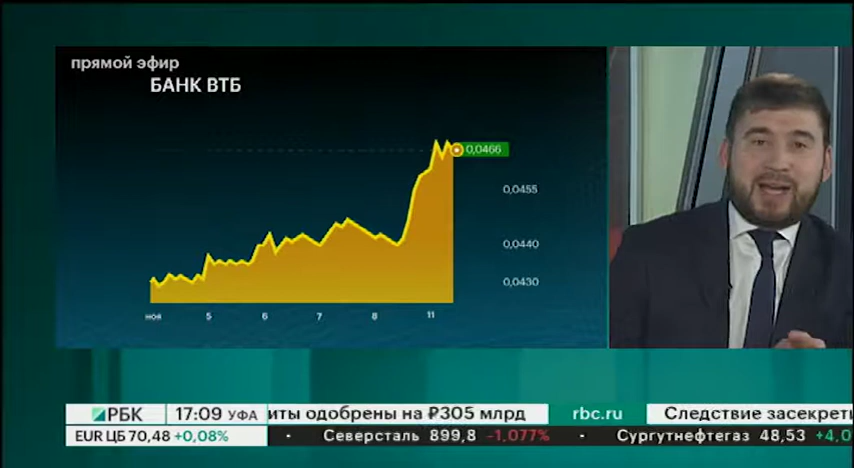 прямой эфир
БАНК ВТБ
0,0466
0,0455
0,0440
0,0430
ноя 5 6 7 8 11
РБК 17:09 УФА иты одобрены на ₽305 млрд rbc.ru Следствие засекрети
EUR ЦБ 70,48 +0,08% · Северсталь 899,8 -1,077% · Сургутнефтегаз 48,53 +4,0